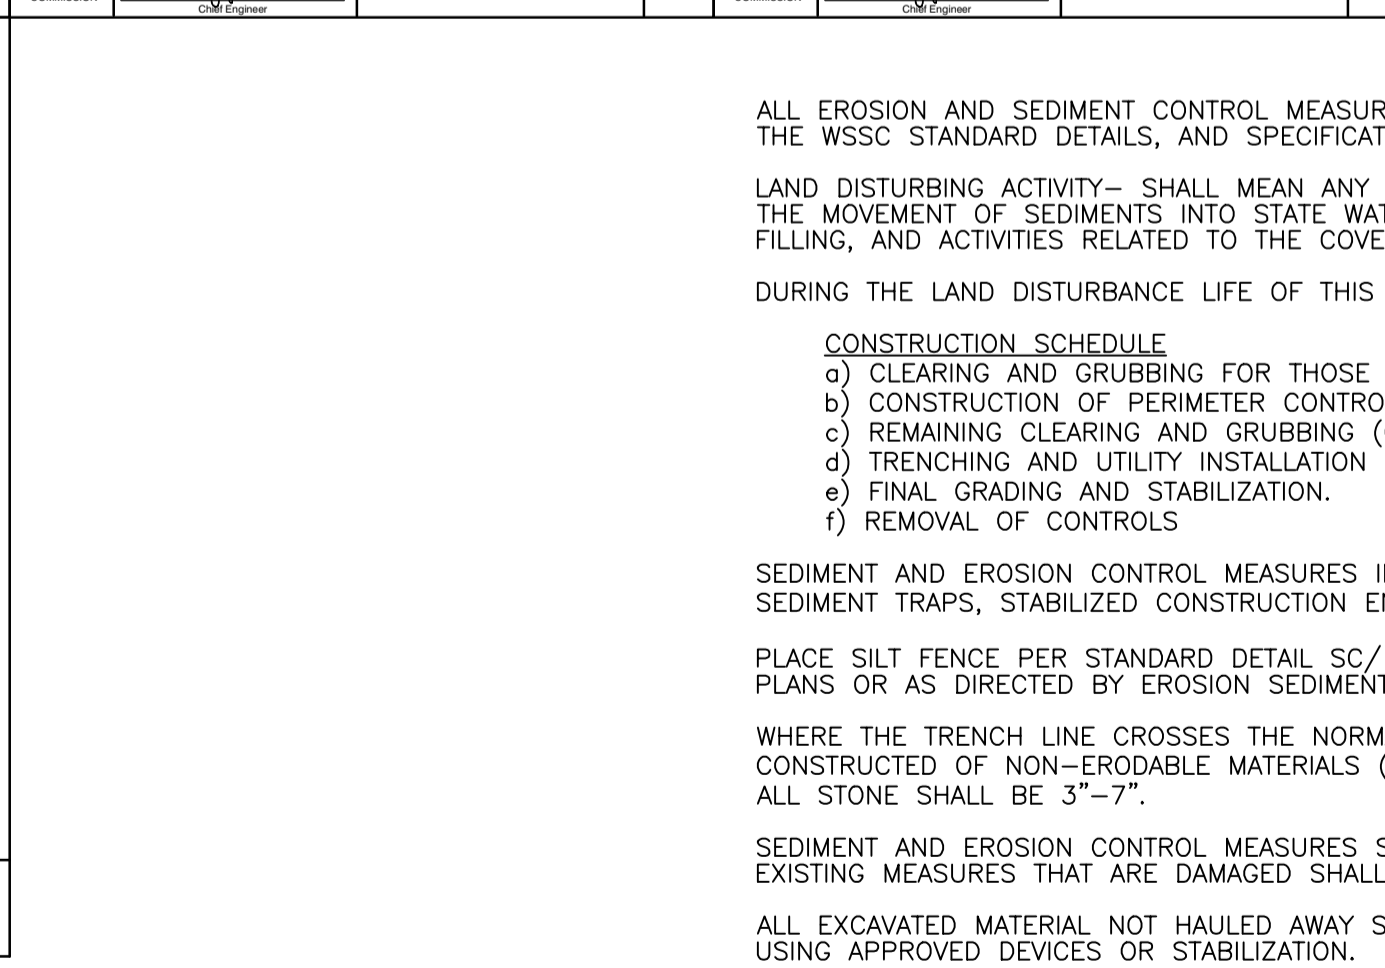 Chief Engineer
Chief Engineer
ALL EROSION AND SEDIMENT CONTROL MEASUR
THE WSSC STANDARD DETAILS, AND SPECIFICAT
LAND DISTURBING ACTIVITY– SHALL MEAN ANY
THE MOVEMENT OF SEDIMENTS INTO STATE WAT
FILLING, AND ACTIVITIES RELATED TO THE COVE
DURING THE LAND DISTURBANCE LIFE OF THIS
CONSTRUCTION SCHEDULE
a) CLEARING AND GRUBBING FOR THOSE
b) CONSTRUCTION OF PERIMETER CONTRO
c) REMAINING CLEARING AND GRUBBING (
d) TRENCHING AND UTILITY INSTALLATION
e) FINAL GRADING AND STABILIZATION.
f) REMOVAL OF CONTROLS
SEDIMENT AND EROSION CONTROL MEASURES I
SEDIMENT TRAPS, STABILIZED CONSTRUCTION E
PLACE SILT FENCE PER STANDARD DETAIL SC/
PLANS OR AS DIRECTED BY EROSION SEDIMENT
WHERE THE TRENCH LINE CROSSES THE NORM
CONSTRUCTED OF NON–ERODABLE MATERIALS (
ALL STONE SHALL BE 3”–7”.
SEDIMENT AND EROSION CONTROL MEASURES S
EXISTING MEASURES THAT ARE DAMAGED SHALL
ALL EXCAVATED MATERIAL NOT HAULED AWAY S
USING APPROVED DEVICES OR STABILIZATION.